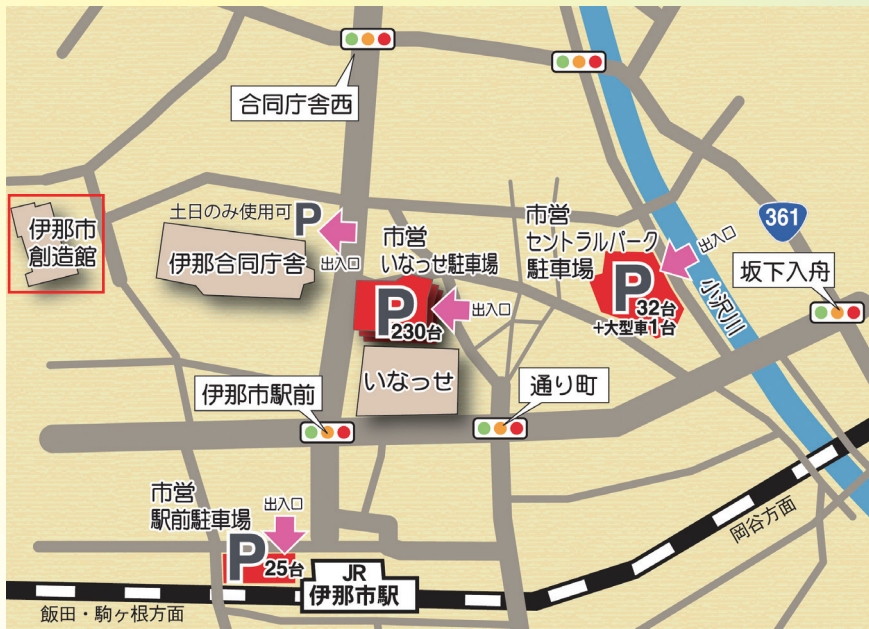 合同庁舎西
361
伊那市
創造館
土日のみ使用可
P
出入口
伊那合同庁舎
市営
いなっせ駐車場
P
230台
出入口
いなっせ
市営
セントラルパーク
駐車場
P
32台
+大型車1台
出入口
小沢川
坂下入舟
伊那市駅前
通り町
市営
駅前駐車場
出入口
P
25台
JR
伊那市駅
岡谷方面
飯田・駒ヶ根方面